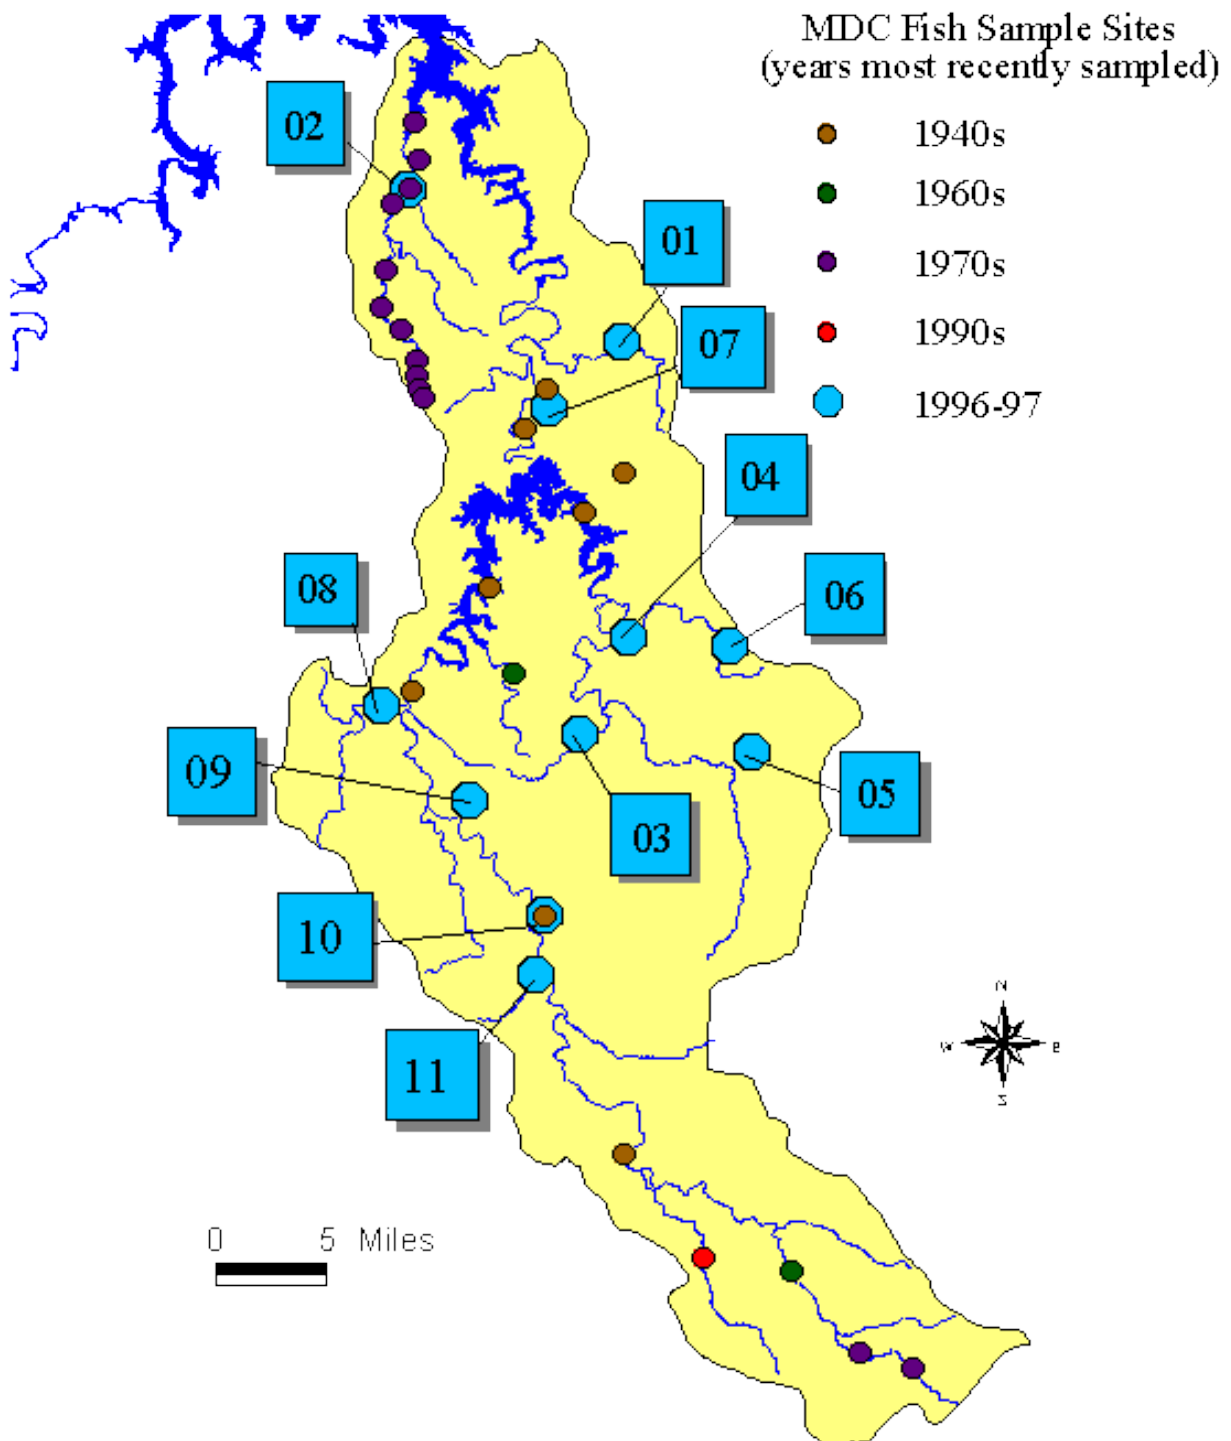 MDC Fish Sample Sites
(years most recently sampled)
1940s
1960s
1970s
1990s
1996-97
02
01
07
04
08
06
09
03
05
10
11
N
W E
S
0 5 Miles